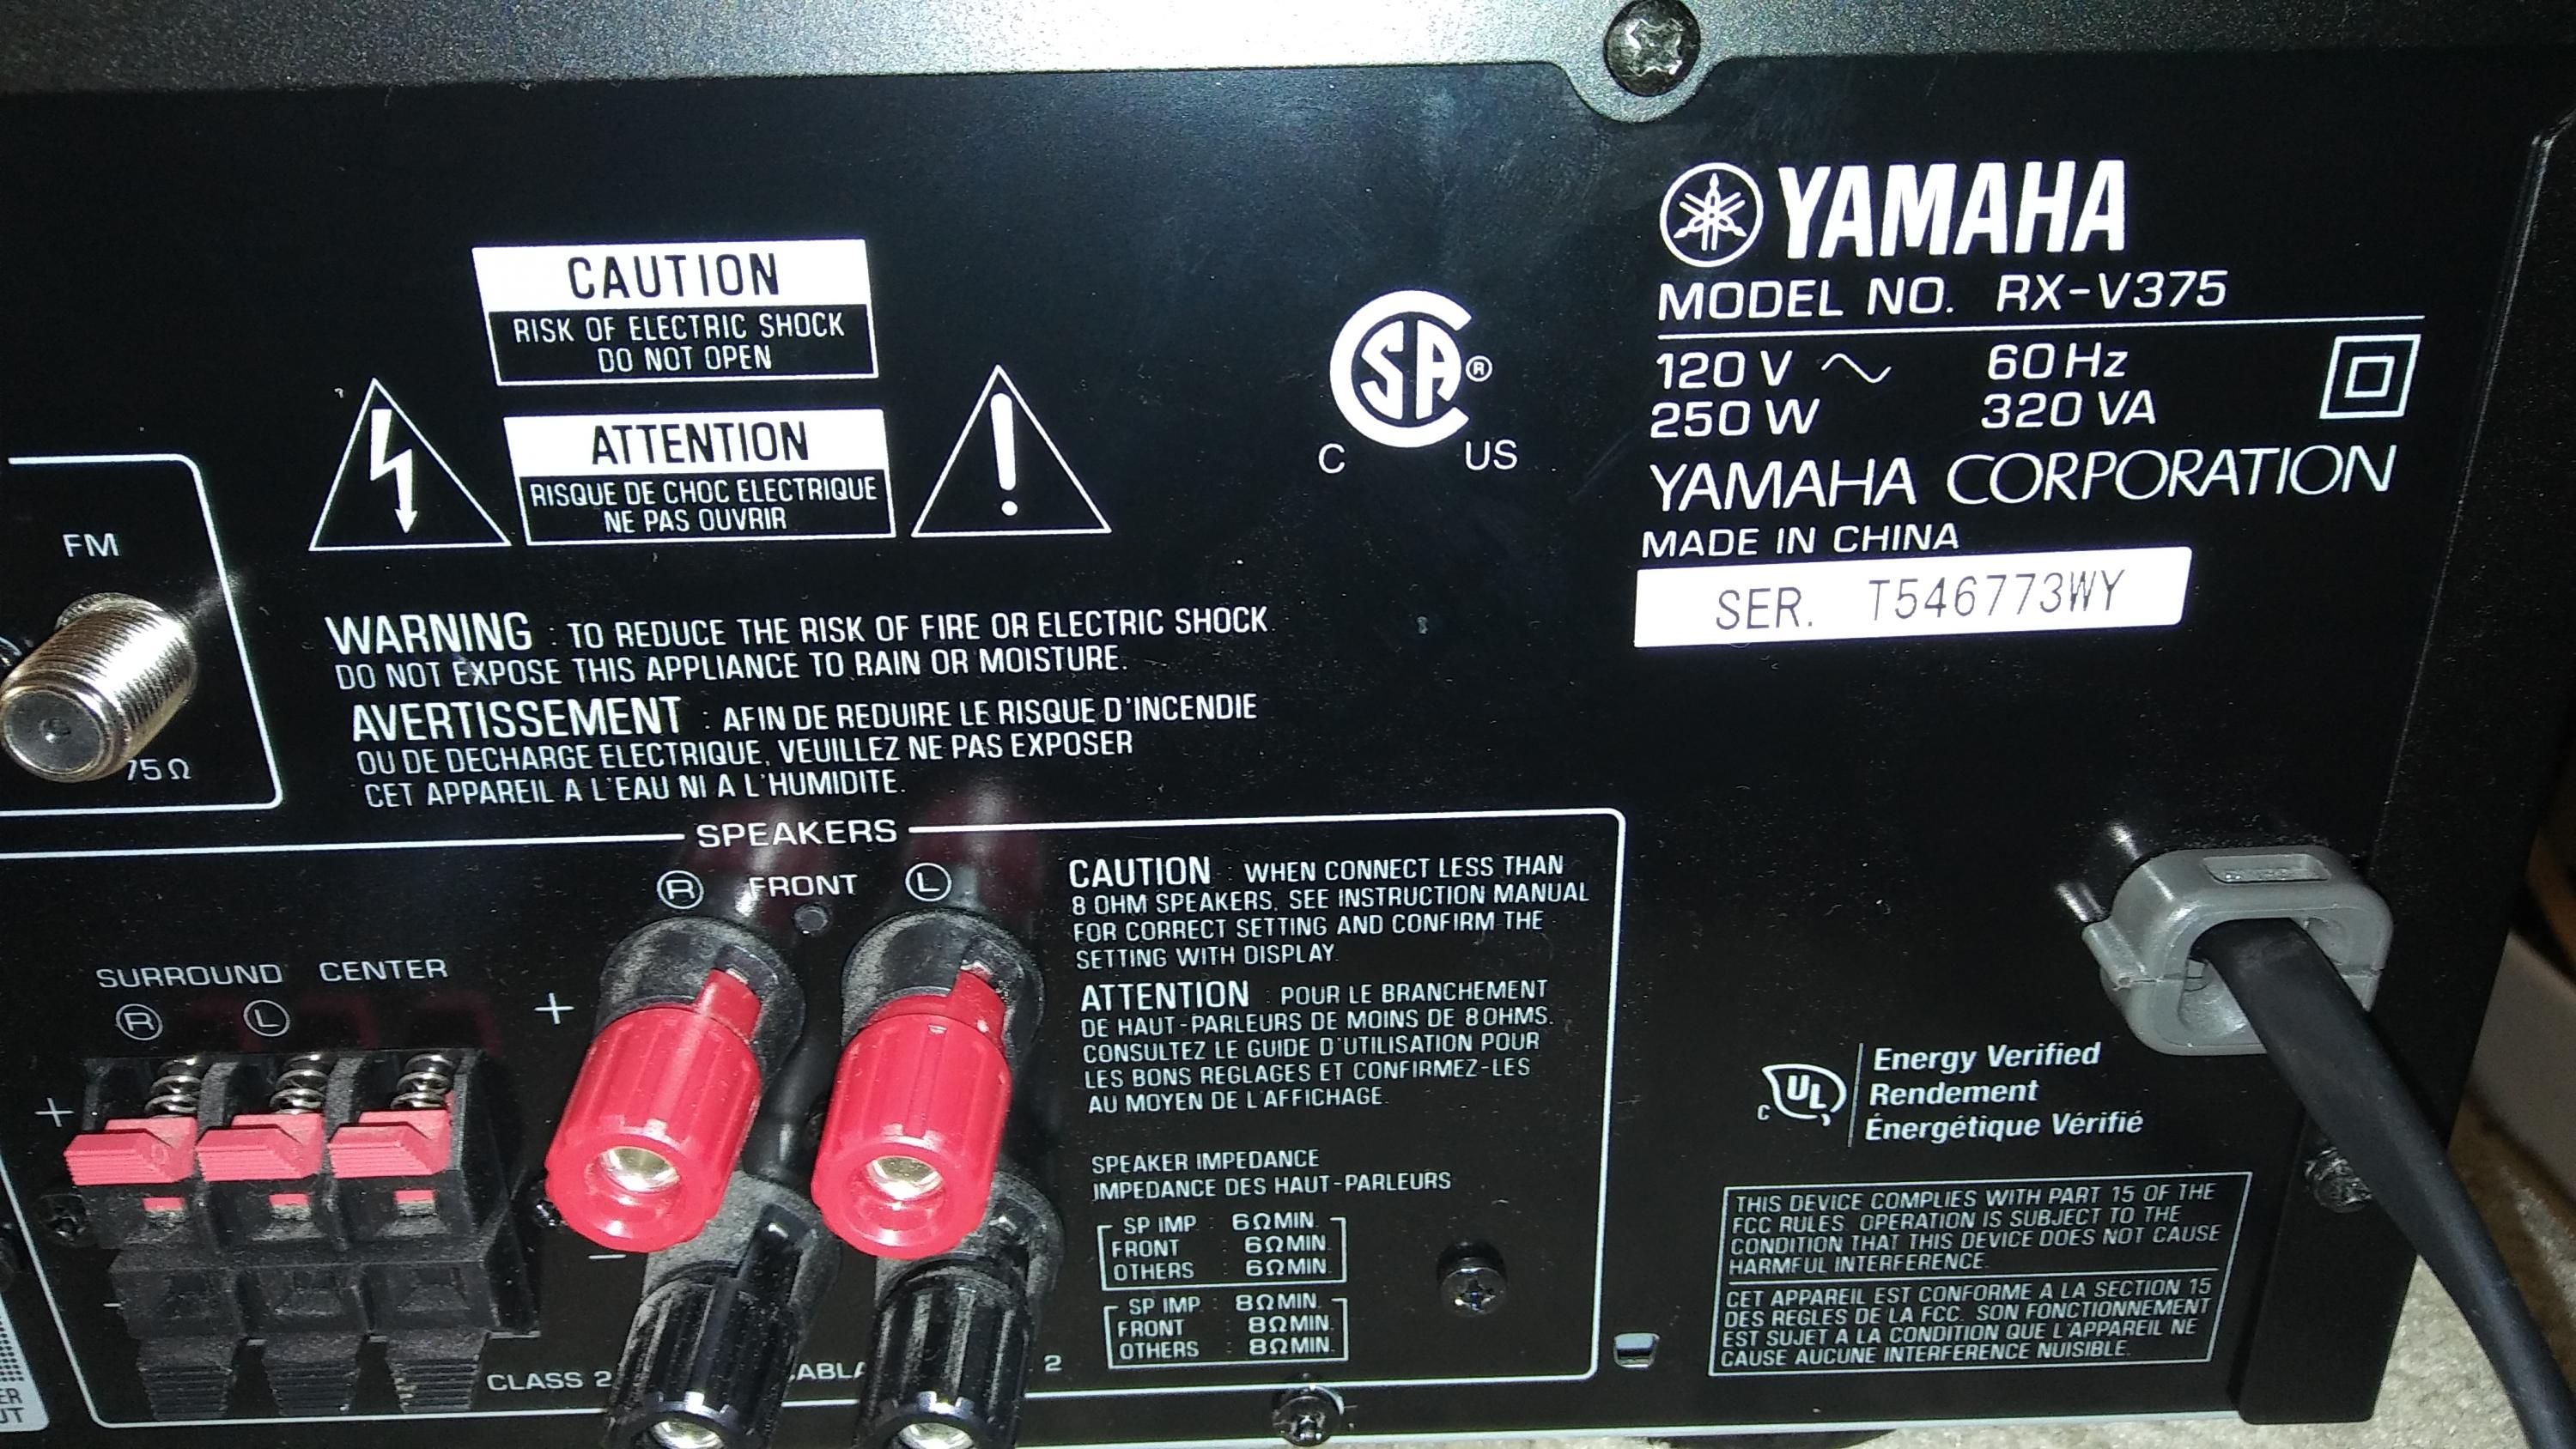 YAMAHA
MODEL NO. RX-V375
120 V 60 Hz
250 W 320 VA
YAMAHA CORPORATION
MADE IN CHINA
SER. T546773WY
CAUTION
RISK OF ELECTRIC SHOCK
DO NOT OPEN
ATTENTION
RISQUE DE CHOC ELECTRIQUE
NE PAS OUVRIR
SA®
C US
FM
75Ω
WARNING : TO REDUCE THE RISK OF FIRE OR ELECTRIC SHOCK.
DO NOT EXPOSE THIS APPLIANCE TO RAIN OR MOISTURE.
AVERTISSEMENT : AFIN DE REDUIRE LE RISQUE D'INCENDIE
OU DE DECHARGE ELECTRIQUE, VEUILLEZ NE PAS EXPOSER
CET APPAREIL A L'EAU NI A L'HUMIDITE.
SPEAKERS
R FRONT L
SURROUND CENTER
R L
+
+
-
-
CLASS 2
2
CAUTION : WHEN CONNECT LESS THAN
8 OHM SPEAKERS, SEE INSTRUCTION MANUAL
FOR CORRECT SETTING AND CONFIRM THE
SETTING WITH DISPLAY.
ATTENTION : POUR LE BRANCHEMENT
DE HAUT-PARLEURS DE MOINS DE 8 OHMS.
CONSULTEZ LE GUIDE D'UTILISATION POUR
LES BONS REGLAGES ET CONFIRMEZ-LES
AU MOYEN DE L'AFFICHAGE.
SPEAKER IMPEDANCE
IMPEDANCE DES HAUT-PARLEURS
SP IMP. : 6ΩMIN.
FRONT : 6ΩMIN.
OTHERS : 6ΩMIN.
SP IMP. : 8ΩMIN.
FRONT : 8ΩMIN.
OTHERS : 8ΩMIN.
C UL
Energy Verified
Rendement
Énergétique Vérifié
THIS DEVICE COMPLIES WITH PART 15 OF THE
FCC RULES. OPERATION IS SUBJECT TO THE
CONDITION THAT THIS DEVICE DOES NOT CAUSE
HARMFUL INTERFERENCE.
CET APPAREIL EST CONFORME A LA SECTION 15
DES REGLES DE LA FCC. SON FONCTIONNEMENT
EST SUJET A LA CONDITION QUE L'APPAREIL NE
CAUSE AUCUNE INTERFERENCE NUISIBLE.